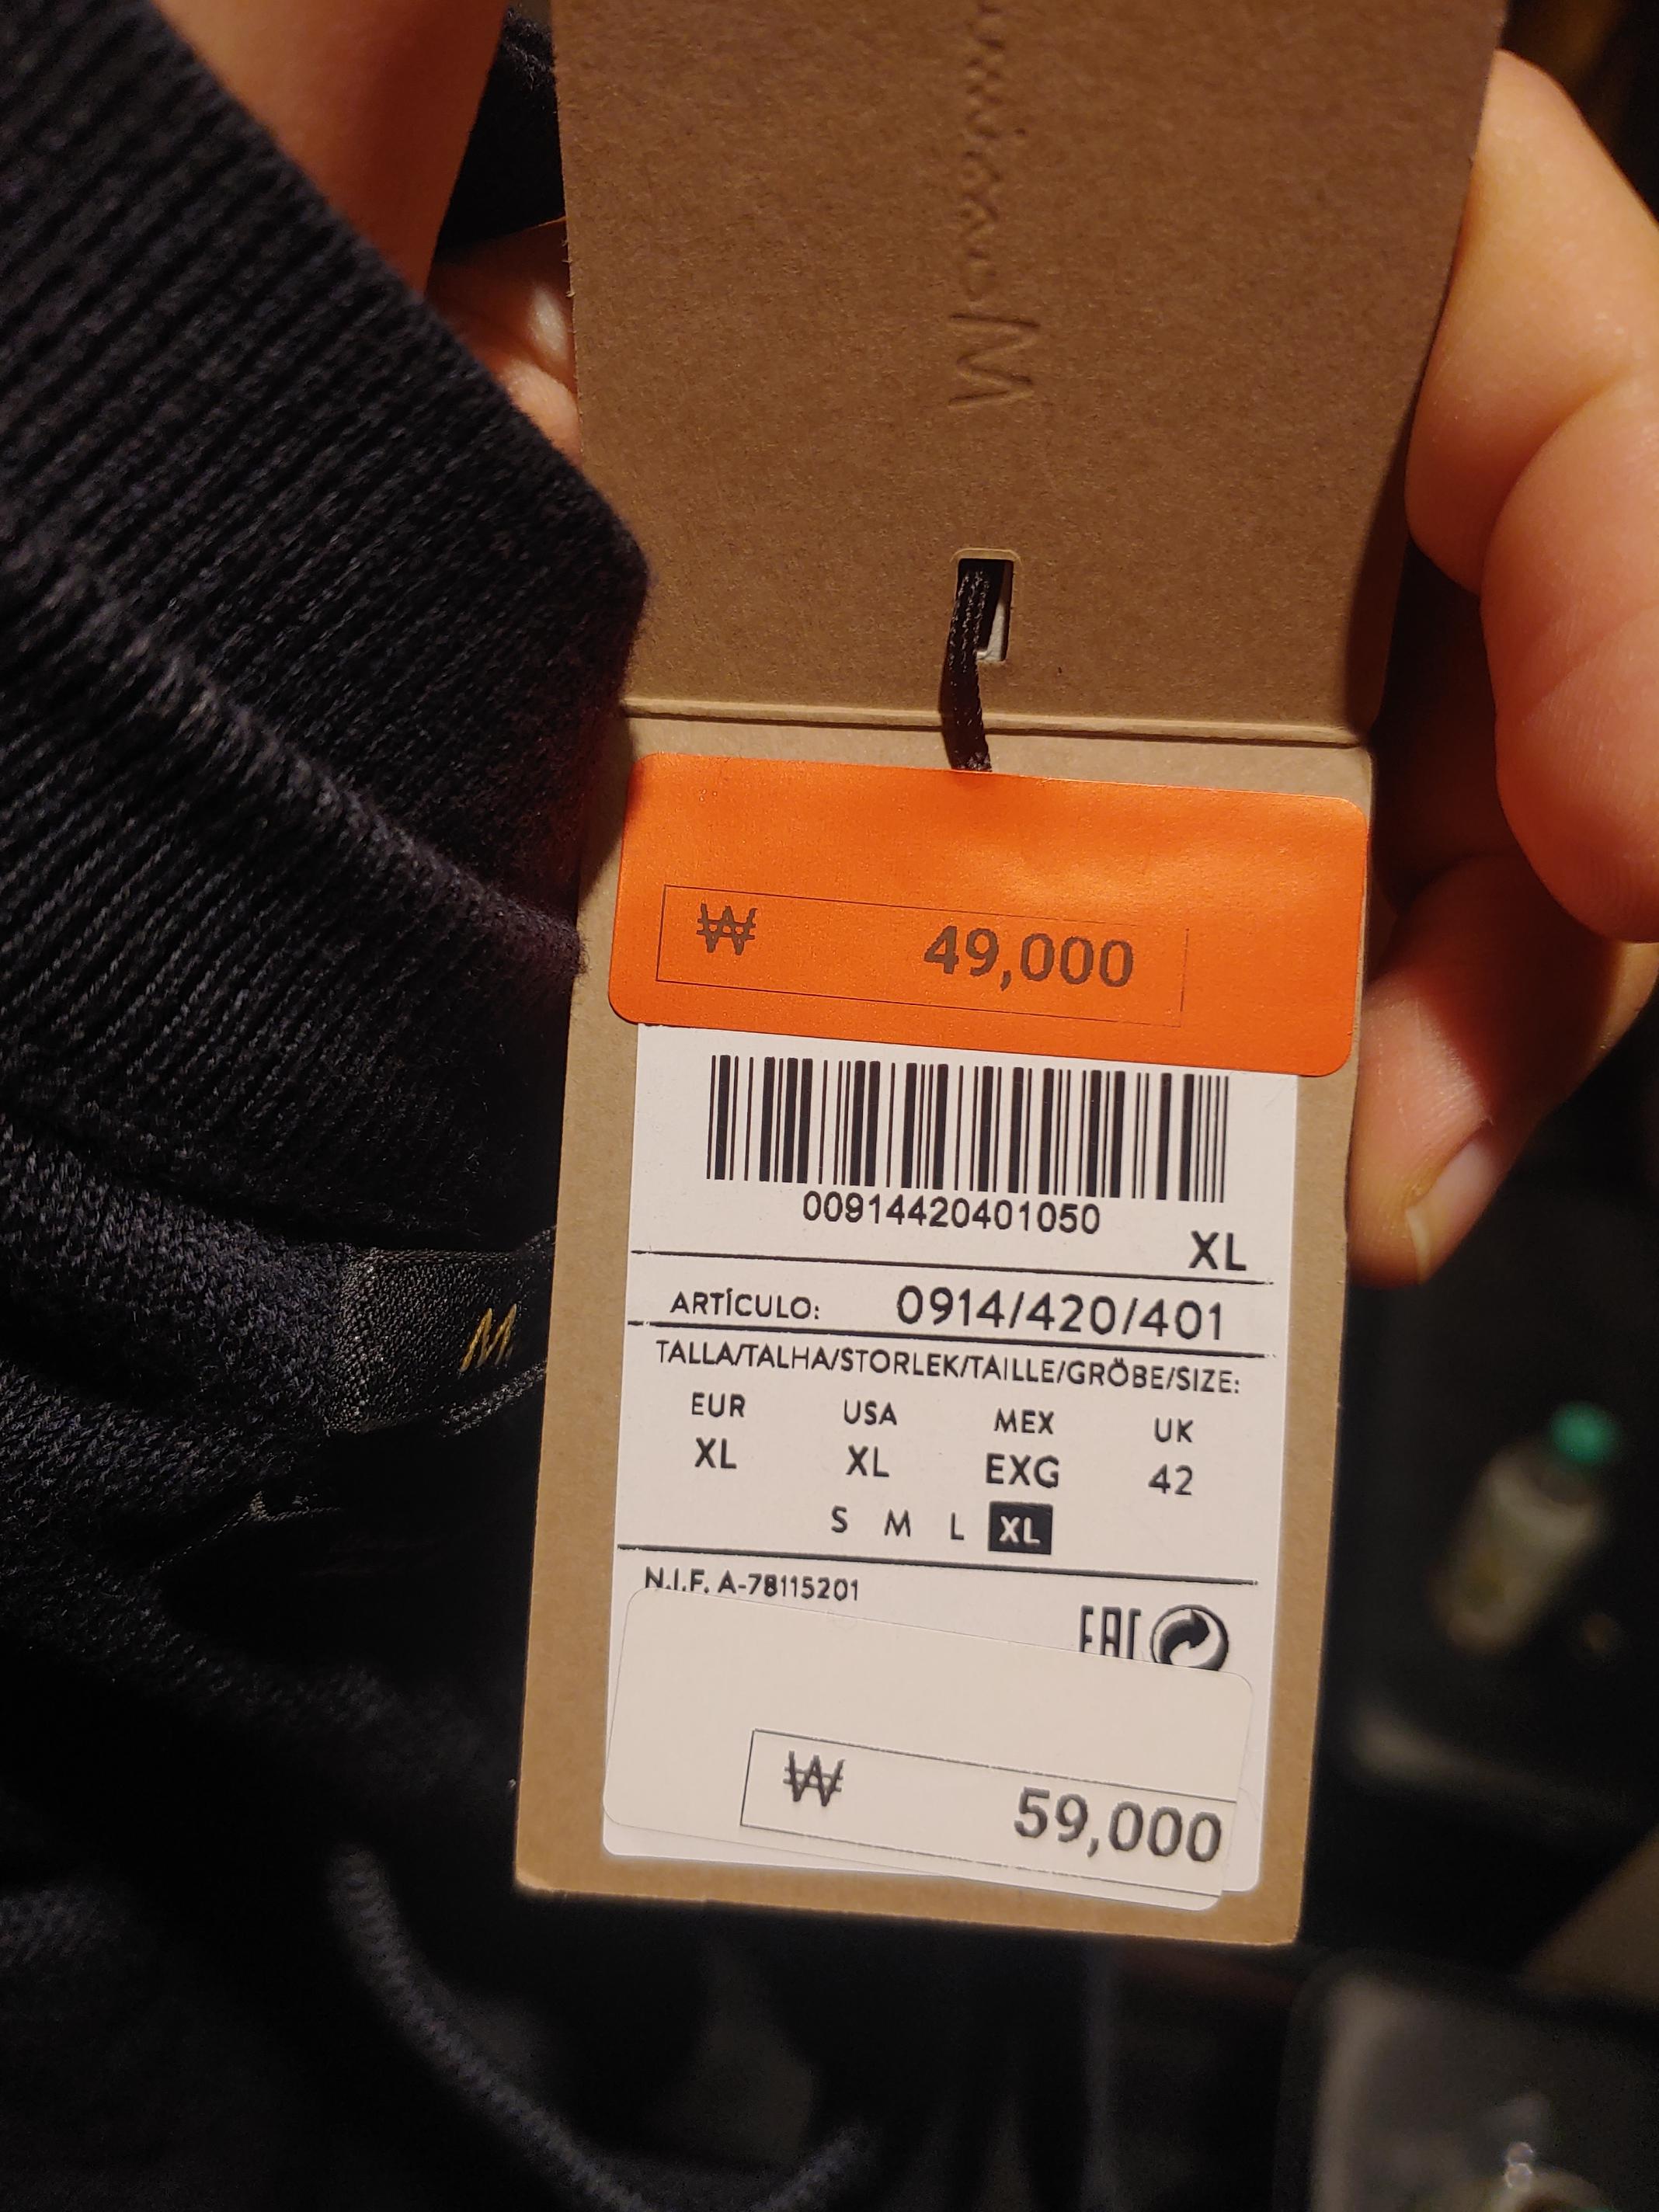 ₩ 49,000
00914420401050
XL
ARTÍCULO: 0914/420/401
TALLA/TALHA/STORLEK/TAILLE/GRÖBE/SIZE:
EUR USA MEX UK
XL XL EXG 42
S M L XL
N.I.F. A-78115201
EAC
₩ 59,000